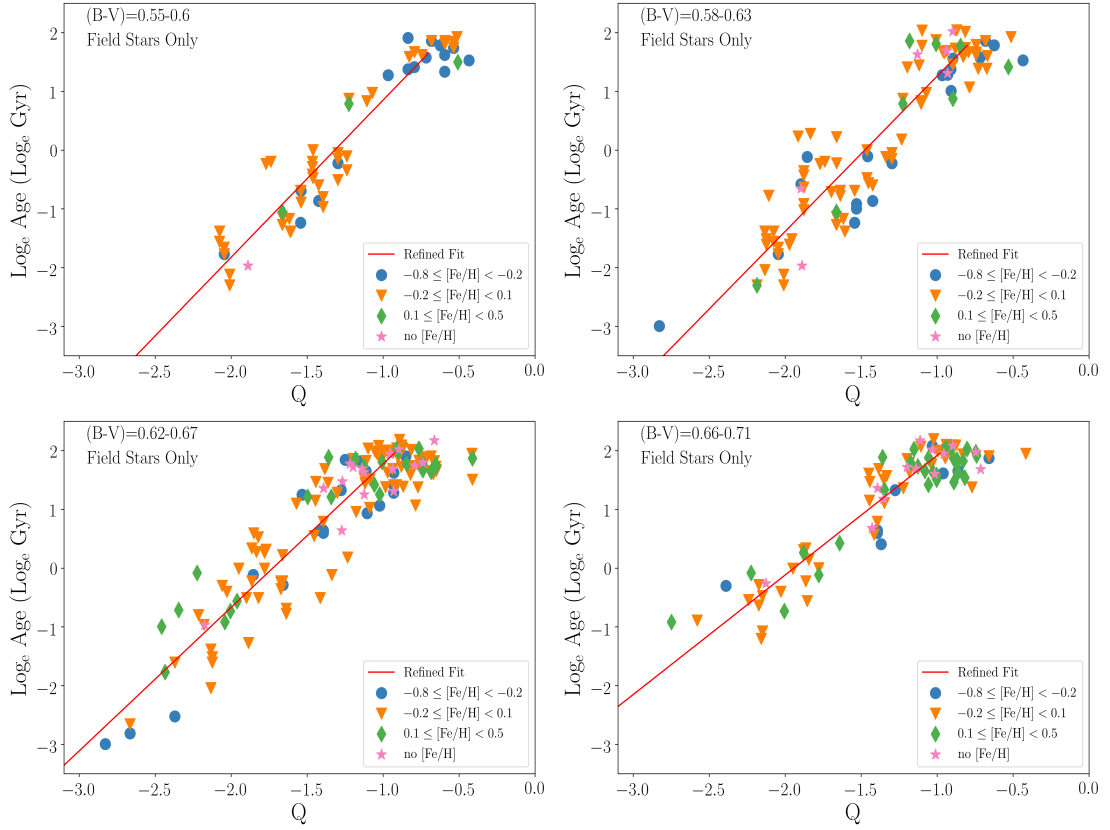 (B-V)=0.55-0.6
Field Stars Only
2
1
0
−1
−2
−3
Logₑ Age (Logₑ Gyr)
Refined Fit
−0.8 ≤ [Fe/H] < −0.2
−0.2 ≤ [Fe/H] < 0.1
0.1 ≤ [Fe/H] < 0.5
no [Fe/H]
−3.0 −2.5 −2.0 −1.5 −1.0 −0.5 0.0
Q
(B-V)=0.58-0.63
Field Stars Only
2
1
0
−1
−2
−3
Logₑ Age (Logₑ Gyr)
Refined Fit
−0.8 ≤ [Fe/H] < −0.2
−0.2 ≤ [Fe/H] < 0.1
0.1 ≤ [Fe/H] < 0.5
no [Fe/H]
−3.0 −2.5 −2.0 −1.5 −1.0 −0.5 0.0
Q
(B-V)=0.62-0.67
Field Stars Only
2
1
0
−1
−2
−3
Logₑ Age (Logₑ Gyr)
Refined Fit
−0.8 ≤ [Fe/H] < −0.2
−0.2 ≤ [Fe/H] < 0.1
0.1 ≤ [Fe/H] < 0.5
no [Fe/H]
−3.0 −2.5 −2.0 −1.5 −1.0 −0.5 0.0
Q
(B-V)=0.66-0.71
Field Stars Only
2
1
0
−1
−2
−3
Logₑ Age (Logₑ Gyr)
Refined Fit
−0.8 ≤ [Fe/H] < −0.2
−0.2 ≤ [Fe/H] < 0.1
0.1 ≤ [Fe/H] < 0.5
no [Fe/H]
−3.0 −2.5 −2.0 −1.5 −1.0 −0.5 0.0
Q